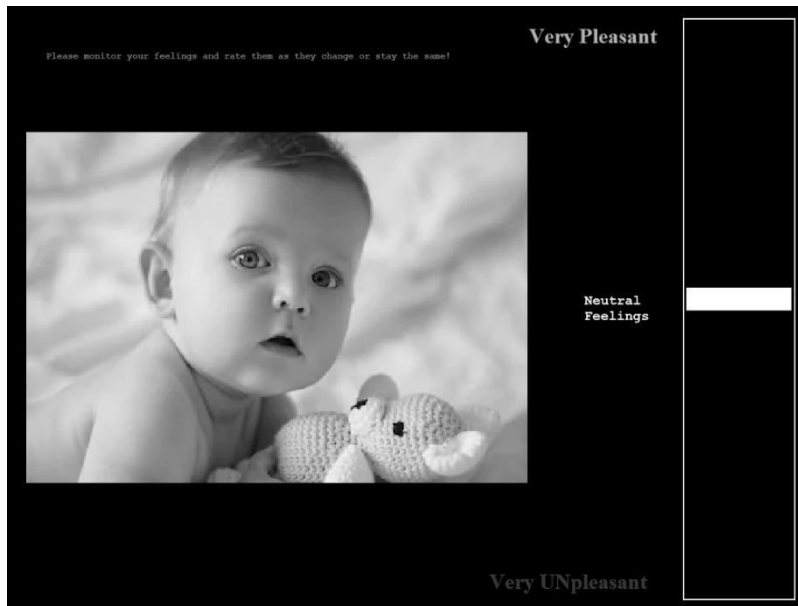 Very Pleasant
Please monitor your feelings and rate them as they change or stay the same!
Neutral
Feelings
Very UNpleasant